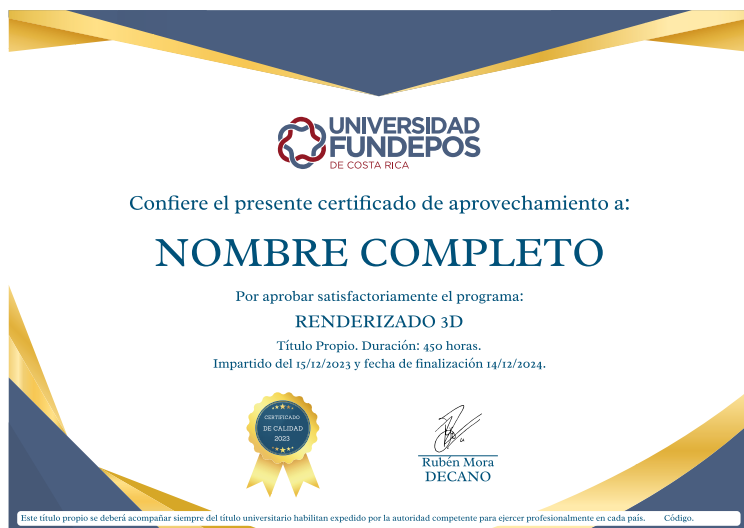 UNIVERSIDAD
FUNDEPOS
DE COSTA RICA
Confiere el presente certificado de aprovechamiento a:
NOMBRE COMPLETO
Por aprobar satisfactoriamente el programa:
RENDERIZADO 3D
Título Propio. Duración: 450 horas.
Impartido del 15/12/2023 y fecha de finalización 14/12/2024.
CERTIFICADO
DE CALIDAD
2023
Rubén Mora
DECANO
Este título propio se deberá acompañar siempre del título universitario habilitan expedido por la autoridad competente para ejercer profesionalmente en cada país. Código.